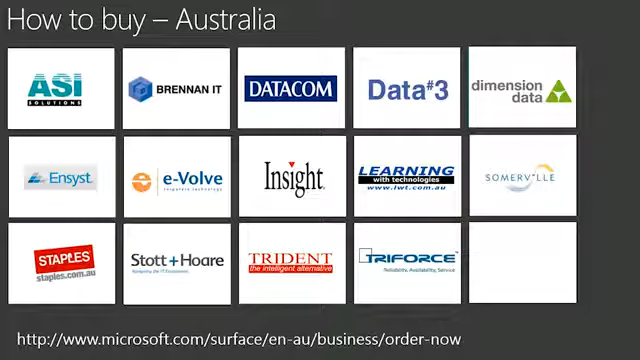 How to buy – Australia
ASI
SOLUTIONS
BRENNAN IT
DATACOM
Data#3
dimension
data
Ensyst
e-Volve
corporate technology
Insight
LEARNING
with technologies
www.lwt.com.au
SOMERVILLE
STAPLES
staples.com.au
Stott+Hoare
TRIDENT
the intelligent alternative
TRIFORCE
Reliability, Availability, Service
http://www.microsoft.com/surface/en-au/business/order-now